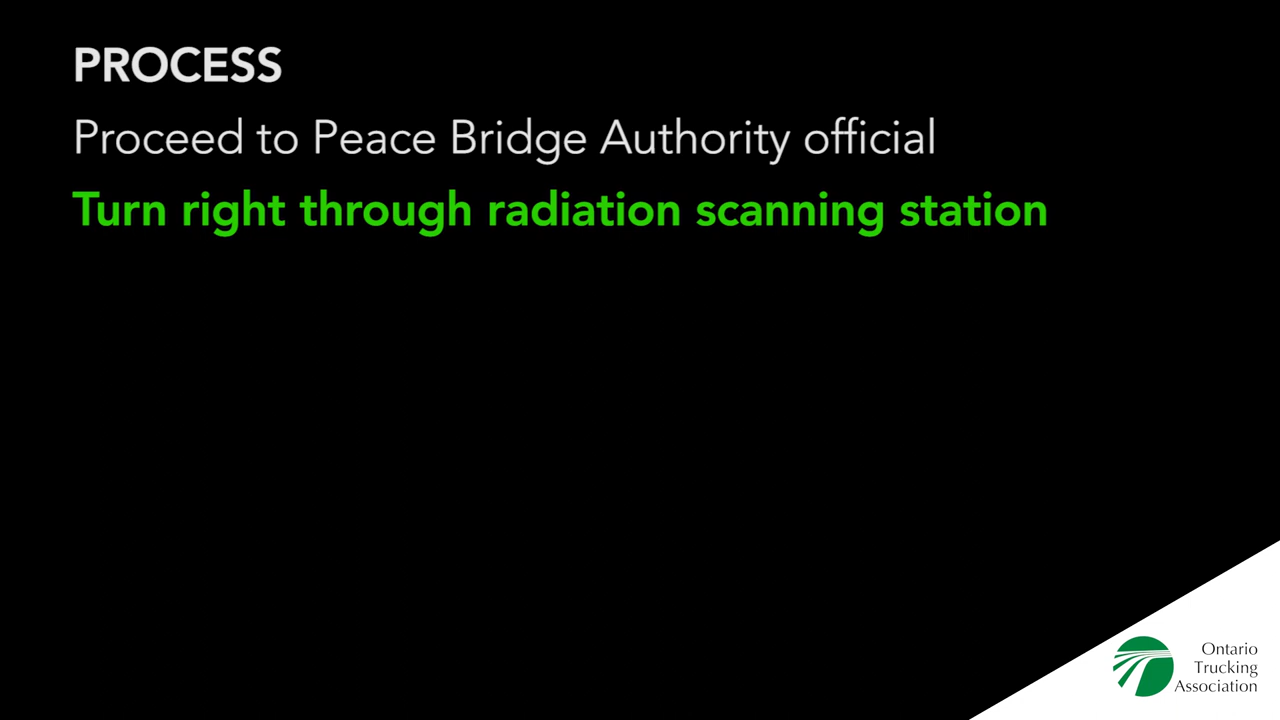 PROCESS
Proceed to Peace Bridge Authority official
Turn right through radiation scanning station
Ontario
Trucking
Association